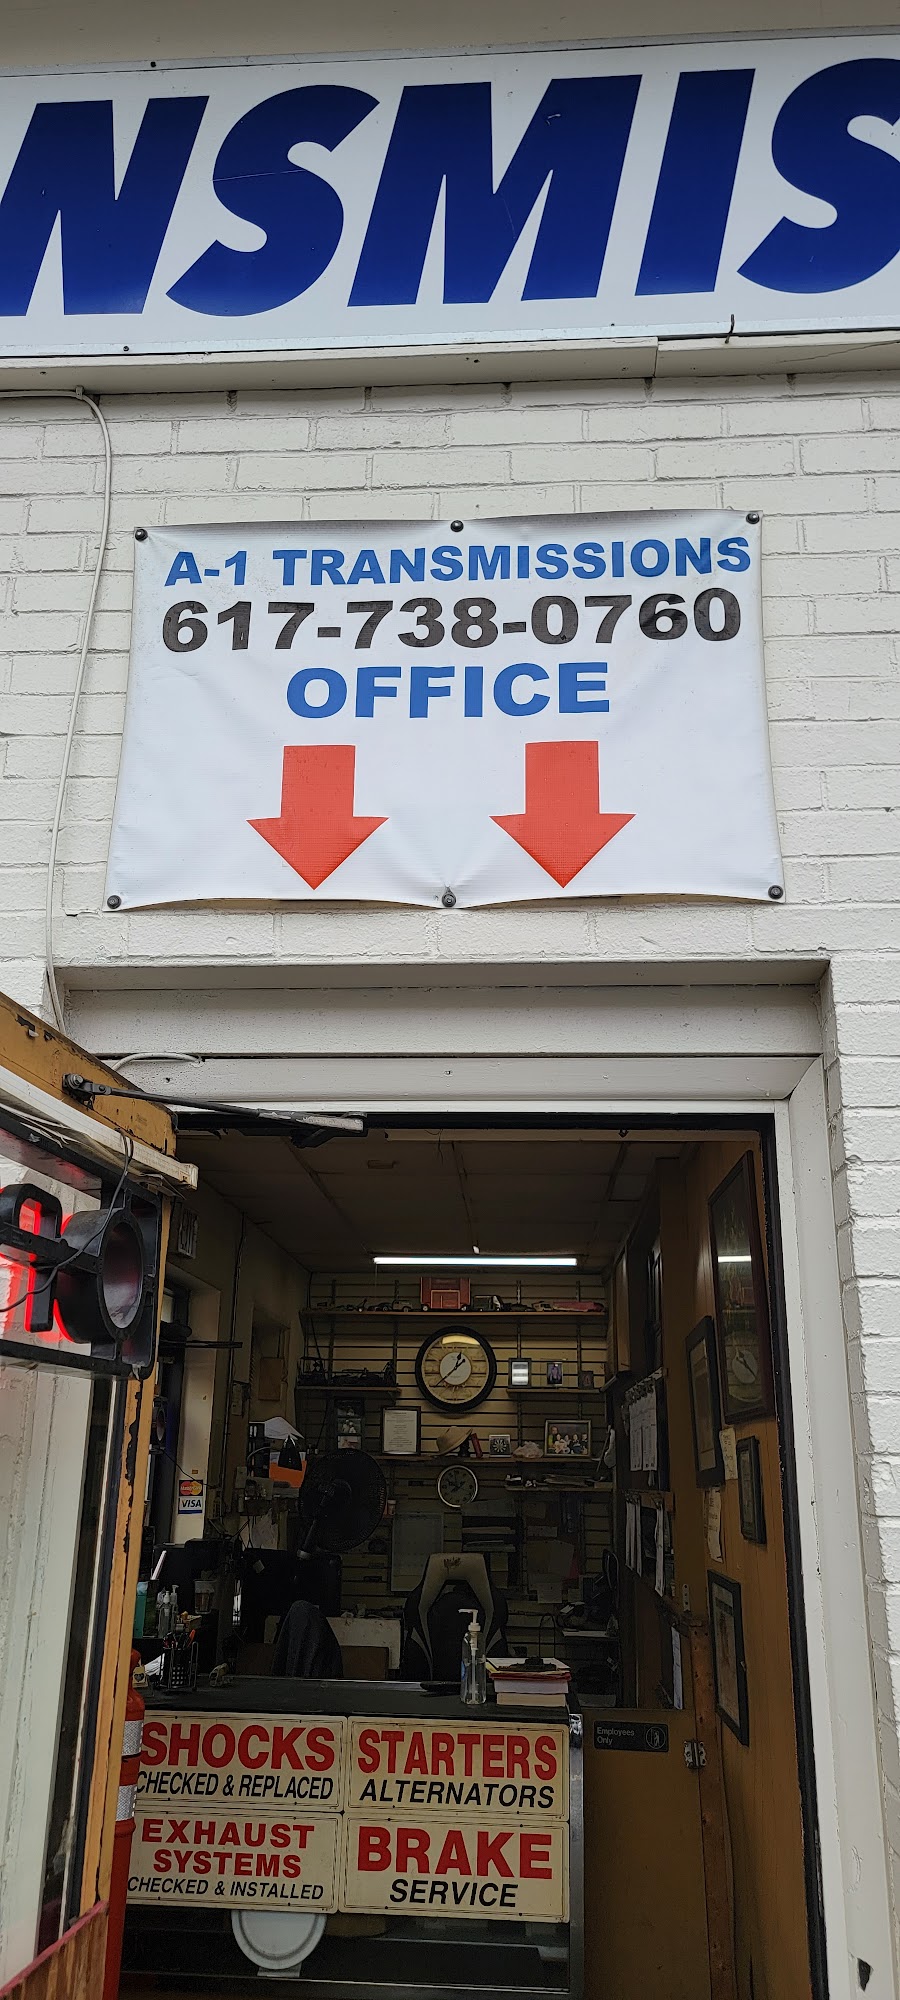 NSMIS
A-1 TRANSMISSIONS
617-738-0760
OFFICE
VISA
Employees
Only
SHOCKS
CHECKED & REPLACED
STARTERS
ALTERNATORS
EXHAUST
SYSTEMS
CHECKED & INSTALLED
BRAKE
SERVICE